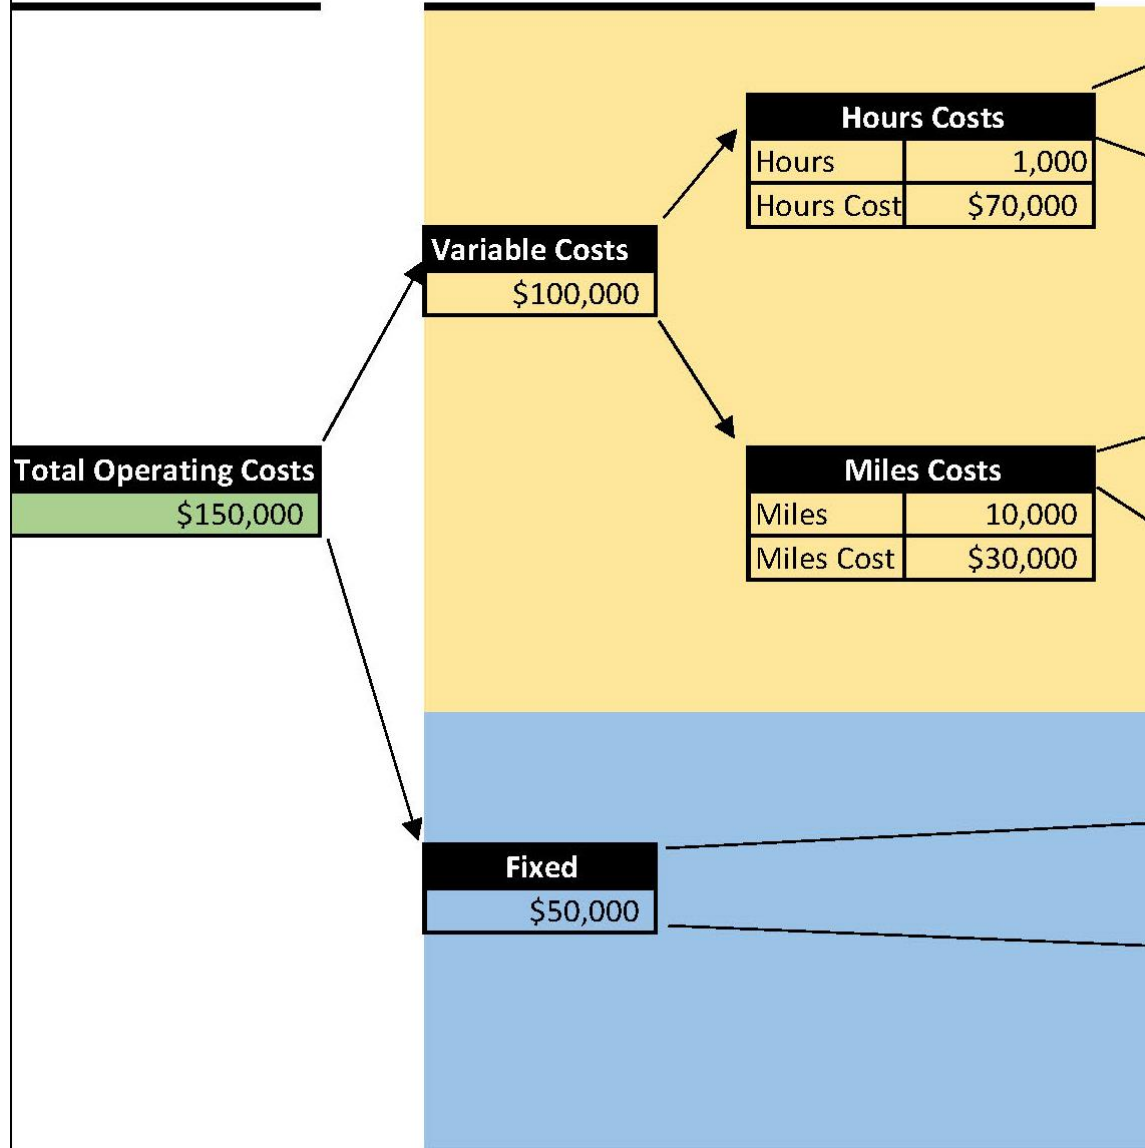 Hours Costs
Hours 1,000
Hours Cost $70,000
Variable Costs
$100,000
Total Operating Costs
$150,000
Miles Costs
Miles 10,000
Miles Cost $30,000
Fixed
$50,000